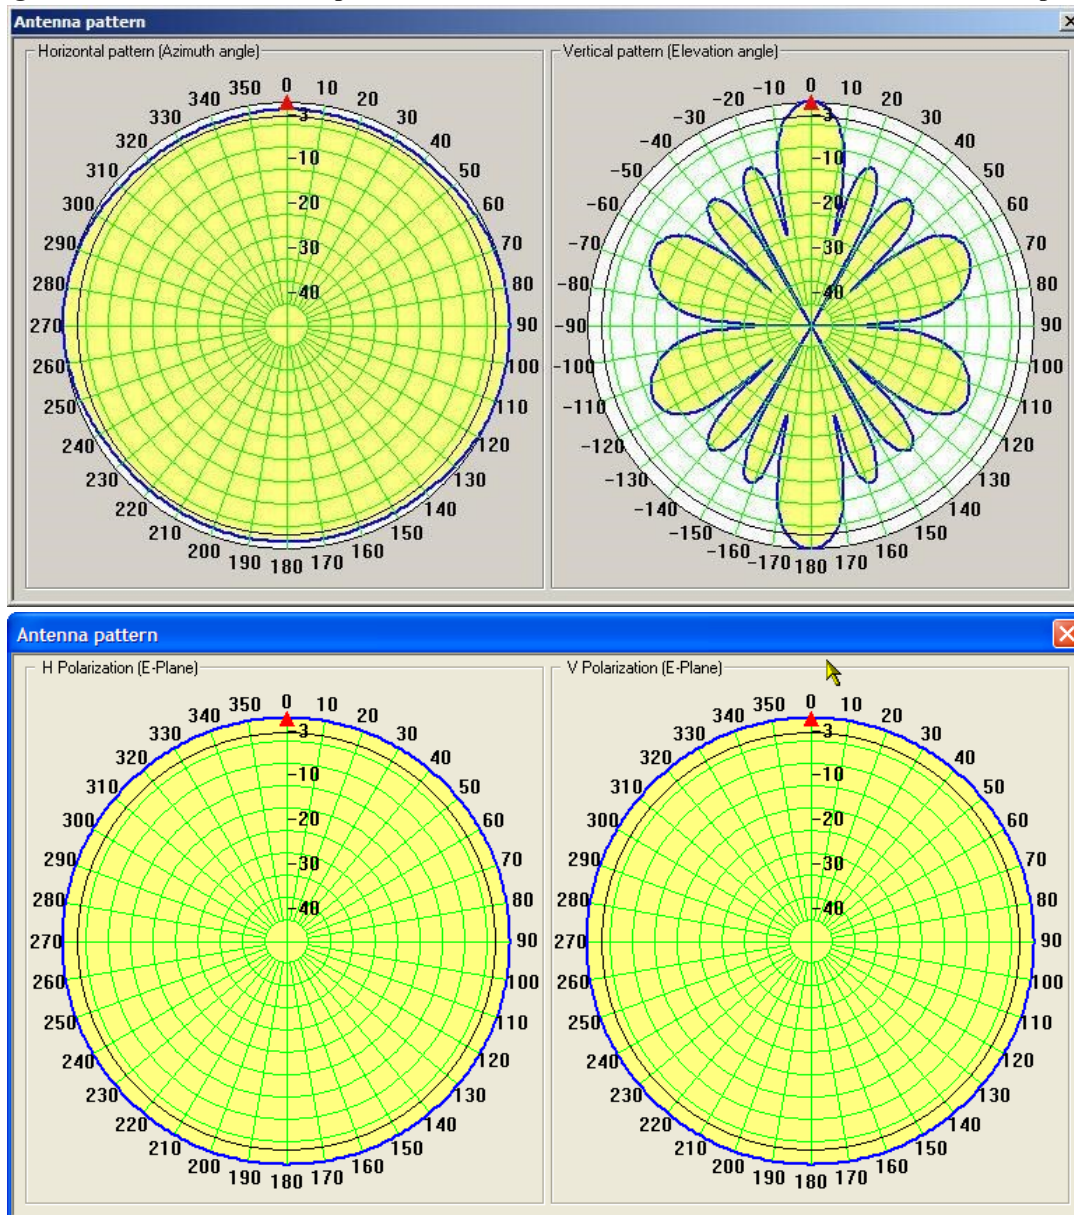 Antenna pattern
Horizontal pattern (Azimuth angle)
Vertical pattern (Elevation angle)
0 10 20 30 40 50 60 70 80 90 100 110 120 130 140 150 160 170 180 190 200 210 220 230 240 250 260 270 280 290 300 310 320 330 340 350
-3
-10
-20
-30
-40
0 10 20 30 40 50 60 70 80 90 100 110 120 130 140 150 160 170 180 -170 -160 -150 -140 -130 -120 -110 -100 -90 -80 -70 -60 -50 -40 -30 -20 -10
-3
-10
-20
-30
-40
Antenna pattern
H Polarization (E-Plane)
V Polarization (E-Plane)
0 10 20 30 40 50 60 70 80 90 100 110 120 130 140 150 160 170 180 190 200 210 220 230 240 250 260 270 280 290 300 310 320 330 340 350
-3
-10
-20
-30
-40
0 10 20 30 40 50 60 70 80 90 100 110 120 130 140 150 160 170 180 190 200 210 220 230 240 250 260 270 280 290 300 310 320 330 340 350
-3
-10
-20
-30
-40